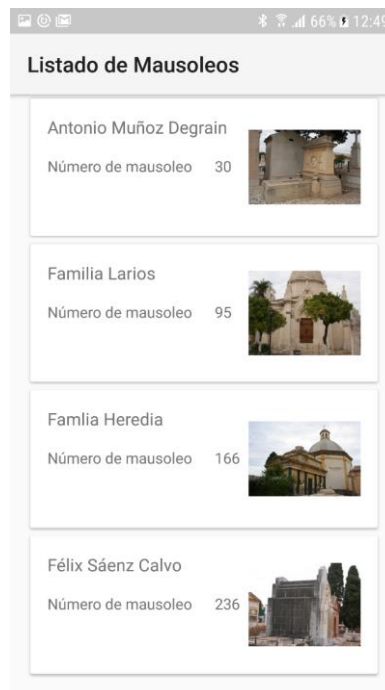 66% 12:49
Listado de Mausoleos
Antonio Muñoz Degrain
Número de mausoleo 30
Familia Larios
Número de mausoleo 95
Famlia Heredia
Número de mausoleo 166
Félix Sáenz Calvo
Número de mausoleo 236